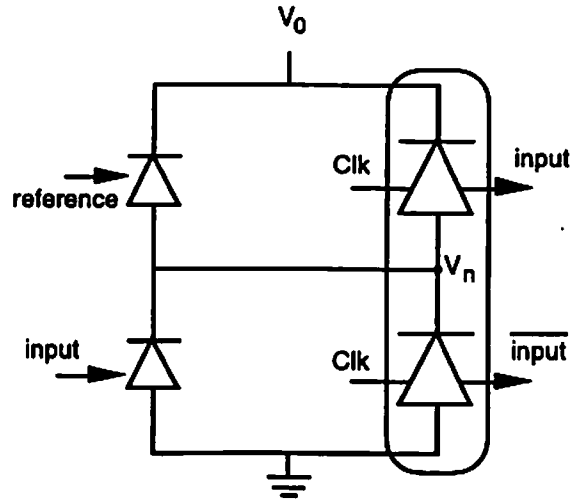 V₀
Clk
input
reference
Vₙ
input
Clk
input